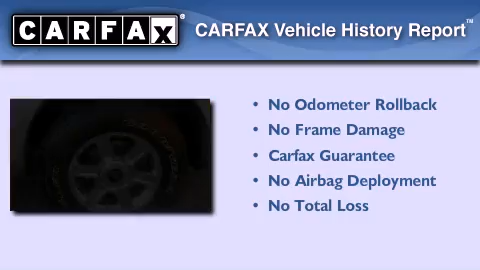 CARFAX® CARFAX Vehicle History Report™
• No Odometer Rollback
• No Frame Damage
• Carfax Guarantee
• No Airbag Deployment
• No Total Loss